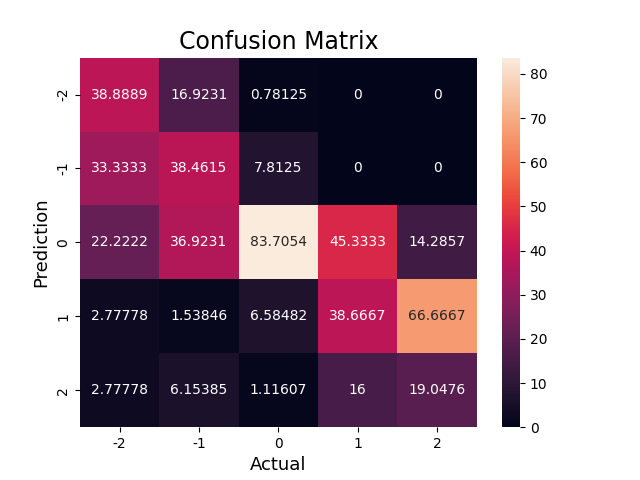 Confusion Matrix
-2 38.8889 16.9231 0.78125 0 0
-1 33.3333 38.4615 7.8125 0 0
0 22.2222 36.9231 83.7054 45.3333 14.2857
1 2.77778 1.53846 6.58482 38.6667 66.6667
2 2.77778 6.15385 1.11607 16 19.0476
-2 -1 0 1 2
Prediction
Actual
80
70
60
50
40
30
20
10
0